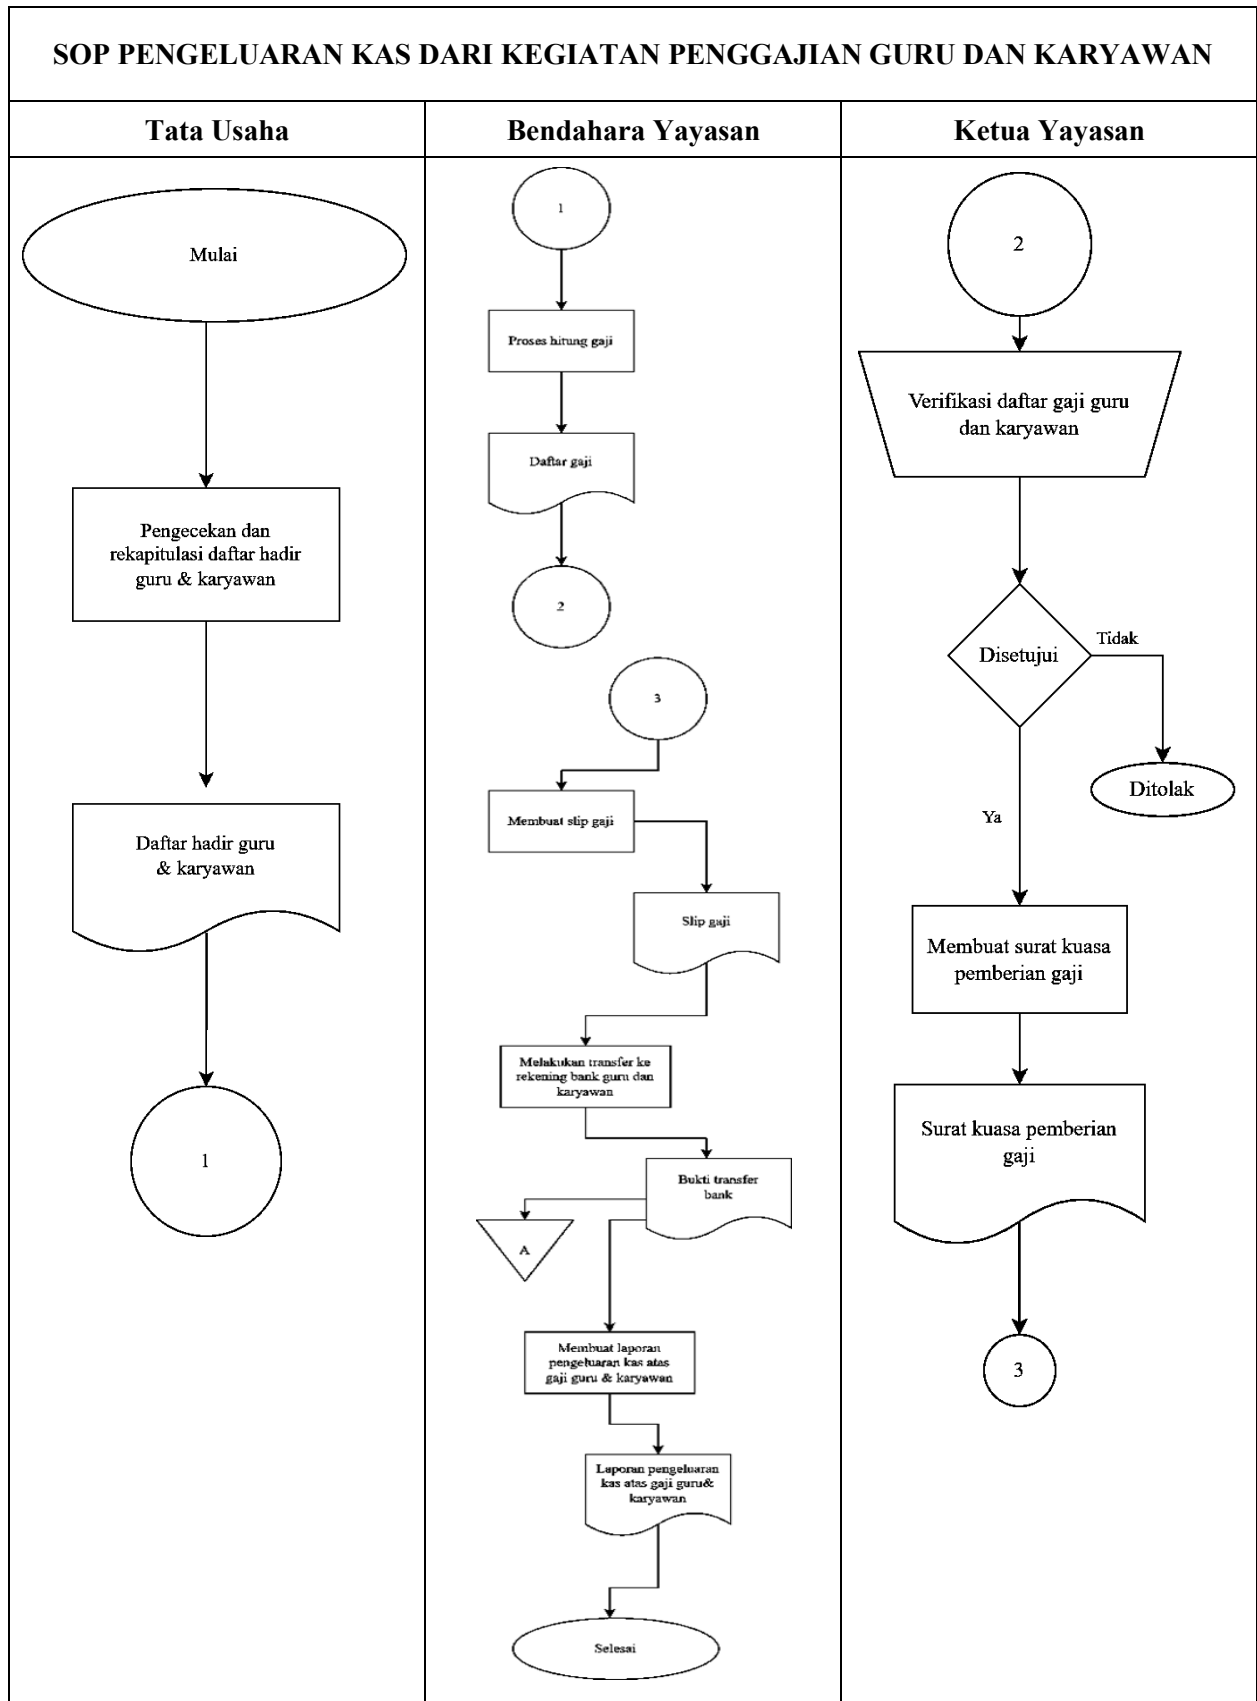 SOP PENGELUARAN KAS DARI KEGIATAN PENGGAJIAN GURU DAN KARYAWAN
Tata Usaha
Bendahara Yayasan
Ketua Yayasan
Mulai
Pengecekan dan
rekapitulasi daftar hadir
guru & karyawan
Daftar hadir guru
& karyawan
1
1
Proses hitung gaji
Daftar gaji
2
3
Membuat slip gaji
Slip gaji
Melakukan transfer ke
rekening bank guru dan
karyawan
Bukti transfer
bank
A
Membuat laporan
pengeluaran kas atas
gaji guru & karyawan
Laporan pengeluaran
kas atas gaji guru&
karyawan
Selesai
2
Verifikasi daftar gaji guru
dan karyawan
Disetujui
Tidak
Ditolak
Ya
Membuat surat kuasa
pemberian gaji
Surat kuasa pemberian
gaji
3